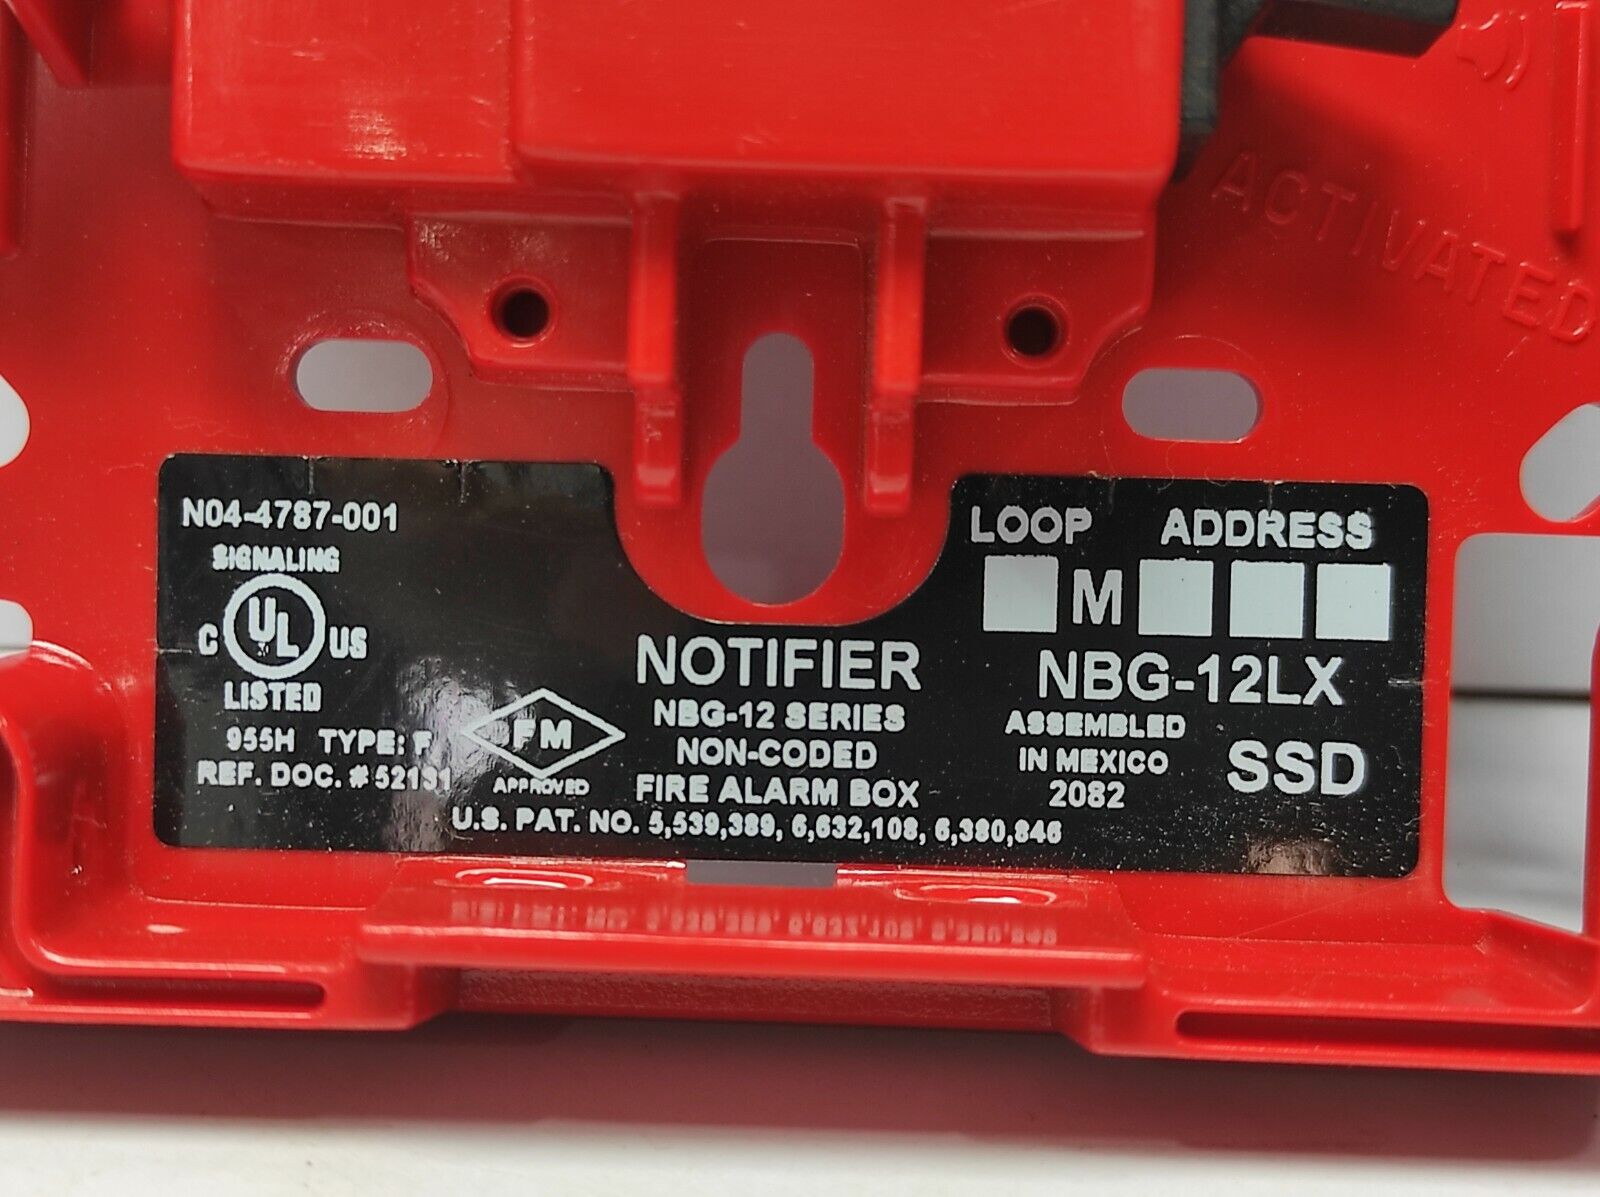 ACTIVATED
N04-4787-001
SIGNALING
C UL US
LISTED
955H TYPE: F
REF. DOC. # 52131
FM
APPROVED
NOTIFIER
NBG-12 SERIES
NON-CODED
FIRE ALARM BOX
U.S. PAT. NO. 5,539,389, 5,632,108, 6,380,846
LOOP ADDRESS
M
NBG-12LX
ASSEMBLED
IN MEXICO
2082
SSD